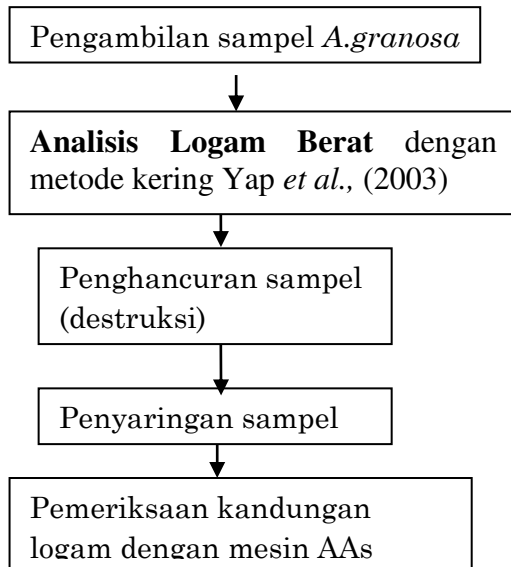 Pengambilan sampel A.granosa
Analisis Logam Berat dengan
metode kering Yap et al., (2003)
Penghancuran sampel
(destruksi)
Penyaringan sampel
Pemeriksaan kandungan
logam dengan mesin AAs